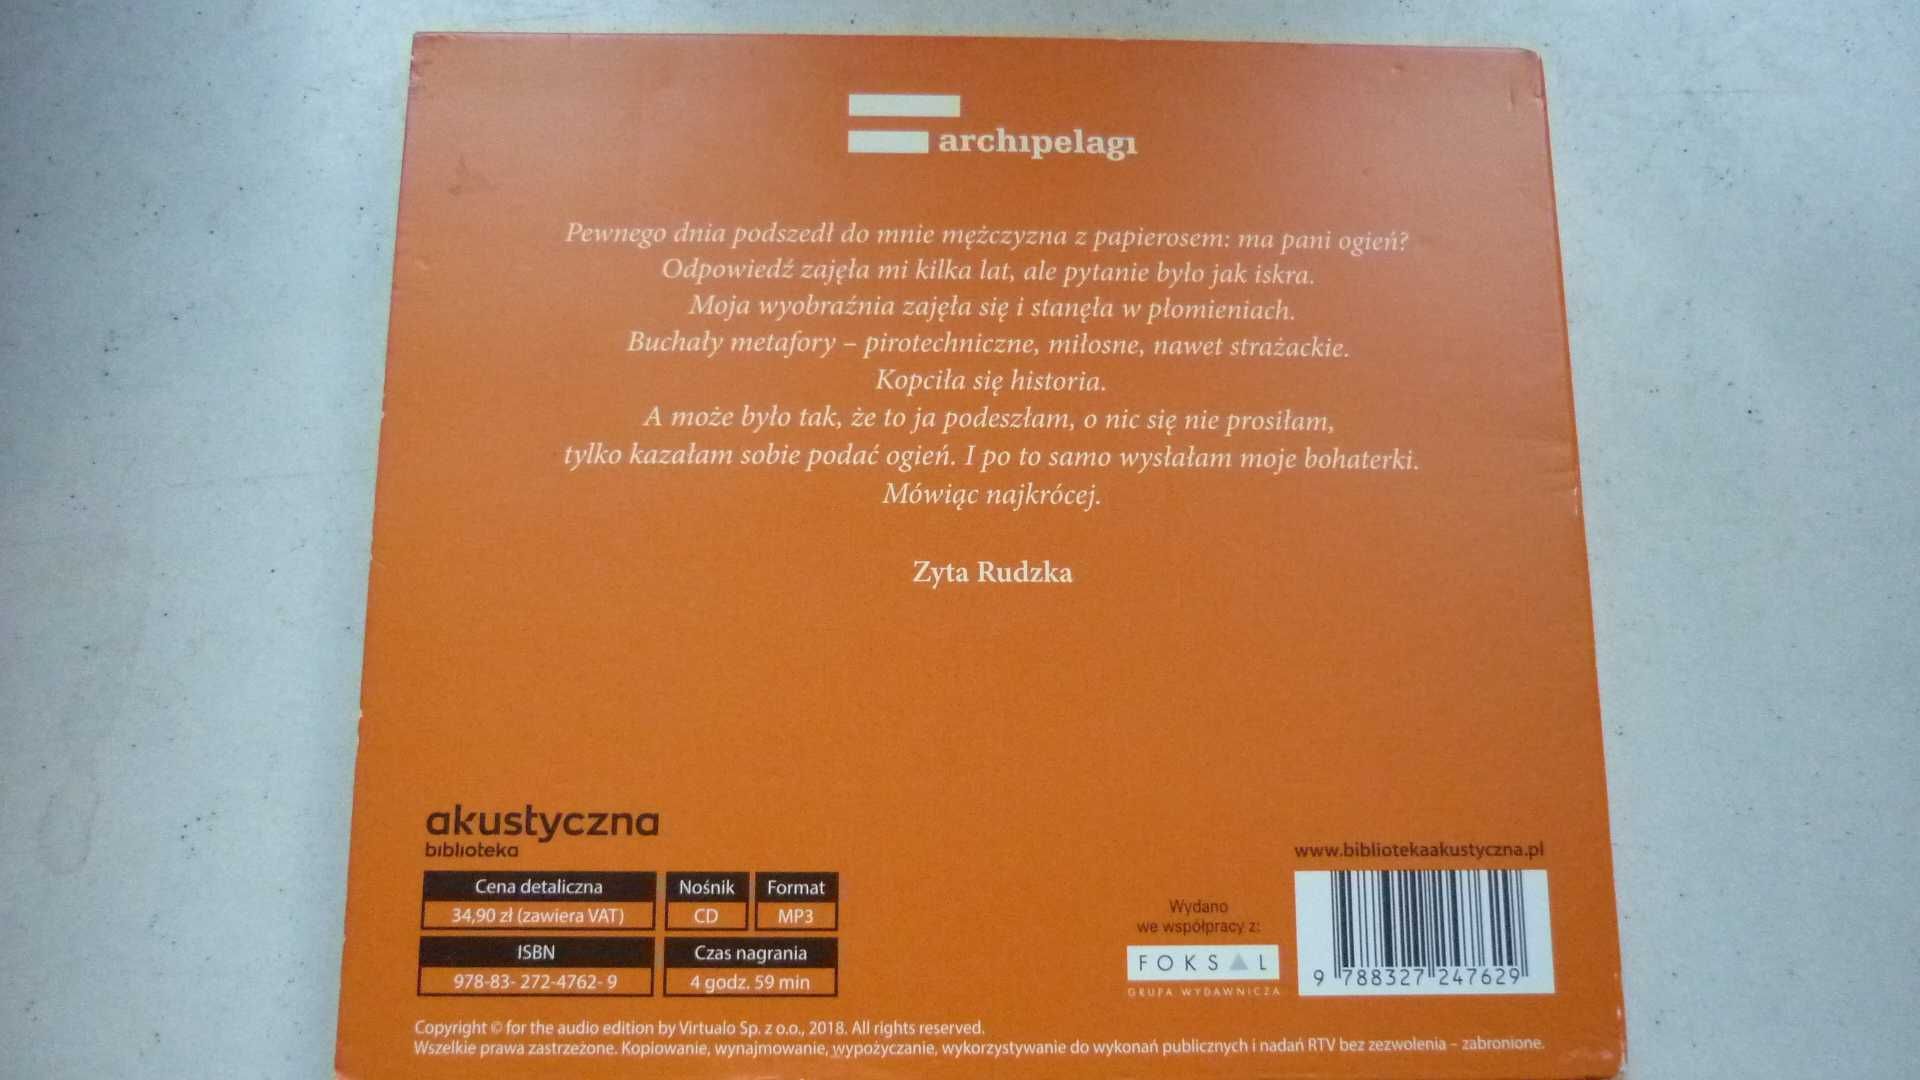 archıpelagı
Pewnego dnia podszedł do mnie mężczyzna z papierosem: ma pani ogień?
Odpowiedź zajęła mi kilka lat, ale pytanie było jak iskra.
Moja wyobraźnia zajęła się i stanęła w płomieniach.
Buchały metafory – pirotechniczne, miłosne, nawet strażackie.
Kopciła się historia.
A może było tak, że to ja podeszłam, o nic się nie prosiłam,
tylko kazałam sobie podać ogień. I po to samo wysłałam moje bohaterki.
Mówiąc najkrócej.
Zyta Rudzka
akustyczna
biblioteka
Cena detaliczna
34,90 zł (zawiera VAT)
Nośnik
CD
Format
MP3
ISBN
978-83- 272-4762- 9
Czas nagrania
4 godz. 59 min
Wydano
we współpracy z:
FOKSAL
GRUPA WYDAWNICZA
www.bibliotekaakustyczna.pl
9 788327 247629
Copyright © for the audio edition by Virtualo Sp. z o.o., 2018. All rights reserved.
Wszelkie prawa zastrzeżone. Kopiowanie, wynajmowanie, wypożyczanie, wykorzystywanie do wykonań publicznych i nadań RTV bez zezwolenia – zabronione.